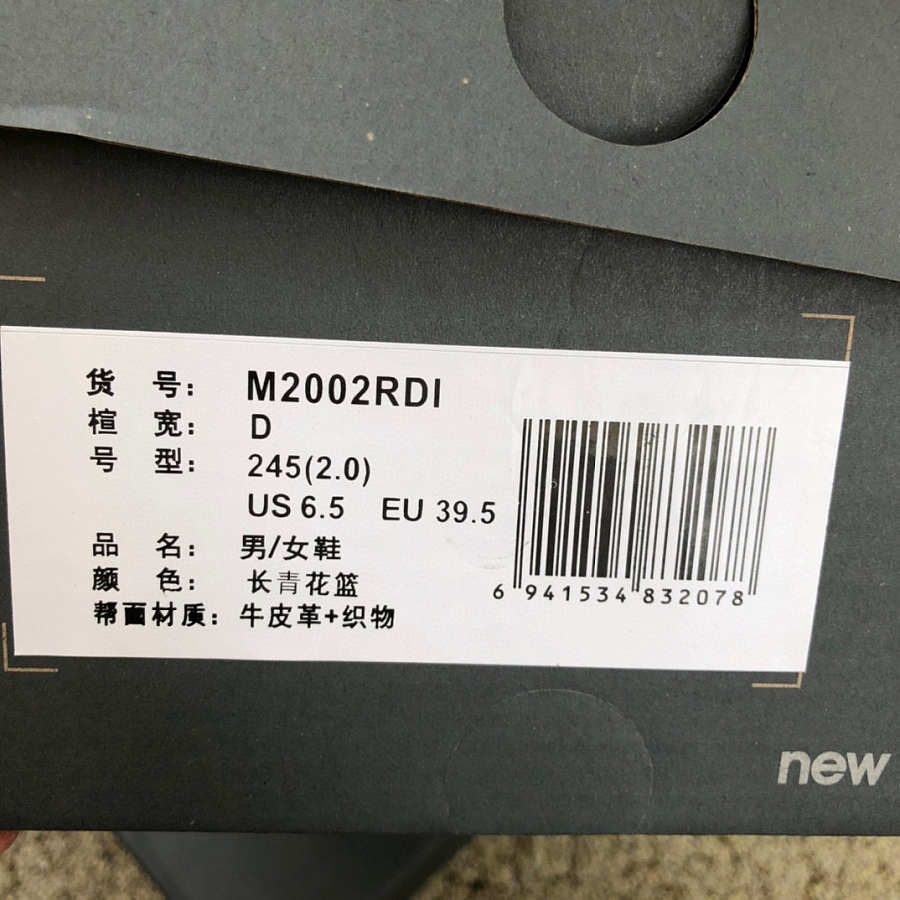 货 号: M2002RDI
楦 宽: D
号 型: 245(2.0)
US 6.5 EU 39.5
品 名: 男/女鞋
颜 色: 长青花篮
帮面材质: 牛皮革+织物
6 941534 832078
new